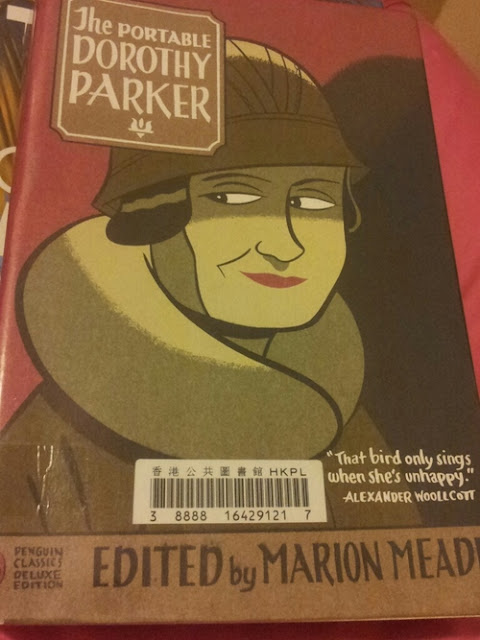 The PORTABLE
DOROTHY
PARKER
香港公共圖書館 HKPL
3 8888 16429121 7
"That bird only sings
when she's unhappy."
-ALEXANDER WOOLLCOTT
PENGUIN
CLASSICS
DELUXE
EDITION
EDITED by MARION MEAD